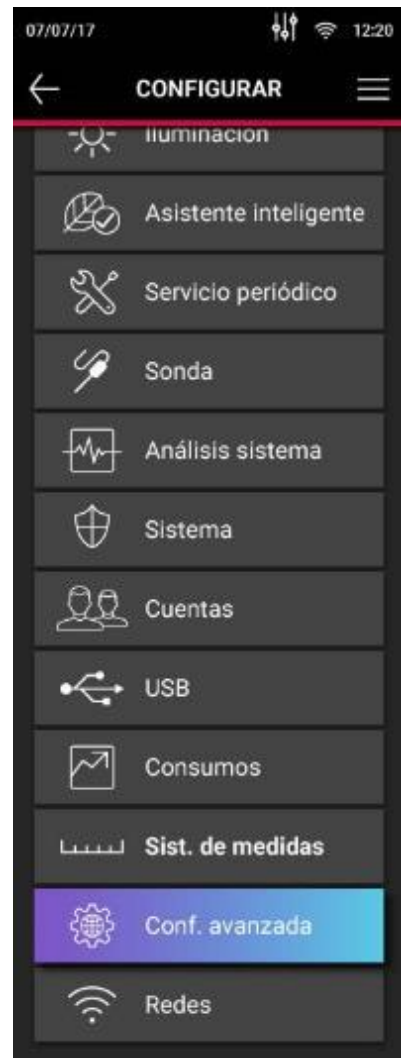 07/07/17 12:20
CONFIGURAR
Iluminación
Asistente inteligente
Servicio periódico
Sonda
Análisis sistema
Sistema
Cuentas
USB
Consumos
Sist. de medidas
Conf. avanzada
Redes